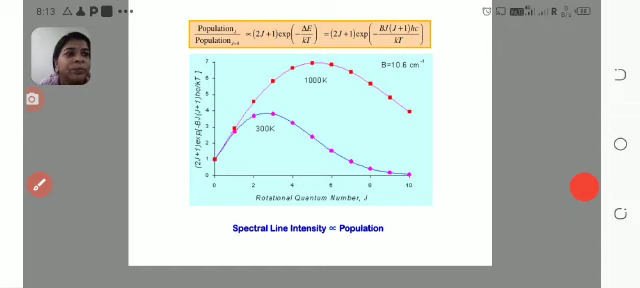 8:13
Population_J / Population_J=0 ∝ (2J+1)exp(−ΔE/kT) = (2J+1)exp(−BJ(J+1)hc/kT)
B=10.6 cm⁻¹
(2J+1)exp[-BJ(J+1)hc/kT]
7
6
5
4
3
2
1
0
1000K
300K
0 2 4 6 8 10
Rotational Quantum Number, J
Spectral Line Intensity ∝ Population